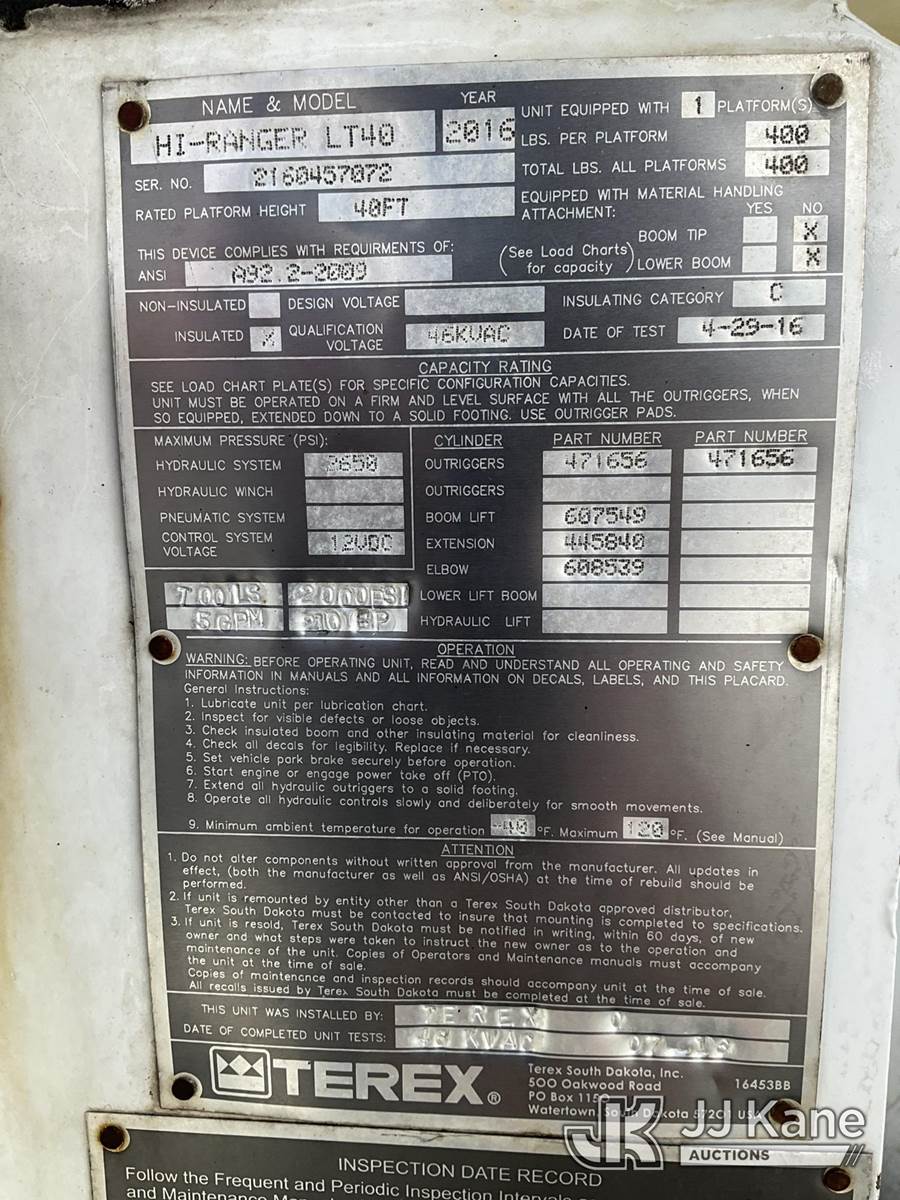 NAME & MODEL YEAR UNIT EQUIPPED WITH 1 PLATFORM(S)
HI-RANGER LT40 2016 LBS. PER PLATFORM 400
SER. NO. 2160457072 TOTAL LBS. ALL PLATFORMS 400
RATED PLATFORM HEIGHT 40FT EQUIPPED WITH MATERIAL HANDLING
ATTACHMENT: YES NO
THIS DEVICE COMPLIES WITH REQUIRMENTS OF: (See Load Charts BOOM TIP X
ANSI A92.2-2009 for capacity) LOWER BOOM X
NON-INSULATED DESIGN VOLTAGE INSULATING CATEGORY C
INSULATED X QUALIFICATION VOLTAGE 46KVAC DATE OF TEST 4-29-16
CAPACITY RATING
SEE LOAD CHART PLATE(S) FOR SPECIFIC CONFIGURATION CAPACITIES.
UNIT MUST BE OPERATED ON A FIRM AND LEVEL SURFACE WITH ALL THE OUTRIGGERS, WHEN
SO EQUIPPED, EXTENDED DOWN TO A SOLID FOOTING. USE OUTRIGGER PADS.
MAXIMUM PRESSURE (PSI): CYLINDER PART NUMBER PART NUMBER
HYDRAULIC SYSTEM 3650 OUTRIGGERS 471656 471656
HYDRAULIC WINCH OUTRIGGERS
PNEUMATIC SYSTEM BOOM LIFT 607549
CONTROL SYSTEM VOLTAGE 12VDC EXTENSION 445840
ELBOW 608539
TOOLS 2000PSI LOWER LIFT BOOM
5GPM HYDRAULIC LIFT
OPERATION
WARNING: BEFORE OPERATING UNIT, READ AND UNDERSTAND ALL OPERATING AND SAFETY
INFORMATION IN MANUALS AND ALL INFORMATION ON DECALS, LABELS, AND THIS PLACARD.
General Instructions:
1. Lubricate unit per lubrication chart.
2. Inspect for visible defects or loose objects.
3. Check insulated boom and other insulating material for cleanliness.
4. Check all decals for legibility. Replace if necessary.
5. Set vehicle park brake securely before operation.
6. Start engine or engage power take off (PTO).
7. Extend all hydraulic outriggers to a solid footing.
8. Operate all hydraulic controls slowly and deliberately for smooth movements.
9. Minimum ambient temperature for operation -40 °F. Maximum 120 °F. (See Manual)
ATTENTION
1. Do not alter components without written approval from the manufacturer. All updates in
effect, (both the manufacturer as well as ANSI/OSHA) at the time of rebuild should be
performed.
2. If unit is remounted by entity other than a Terex South Dakota approved distributor,
Terex South Dakota must be contacted to insure that mounting is completed to specifications.
3. If unit is resold, Terex South Dakota must be notified in writing, within 60 days, of new
owner and what steps were taken to instruct the new owner as to the operation and
maintenance of the unit. Copies of Operators and Maintenance manuals must accompany
the unit at the time of sale.
Copies of maintenance and inspection records should accompany unit at the time of sale.
All recalls issued by Terex South Dakota must be completed at the time of sale.
THIS UNIT WAS INSTALLED BY: TEREX
DATE OF COMPLETED UNIT TESTS: 46 KVAC
TEREX®
Terex South Dakota, Inc.
500 Oakwood Road 16453BB
PO Box
Watertown, South Dakota USA
JJ Kane
AUCTIONS
INSPECTION DATE RECORD
Follow the Frequent and Periodic Inspection
and Maintenance